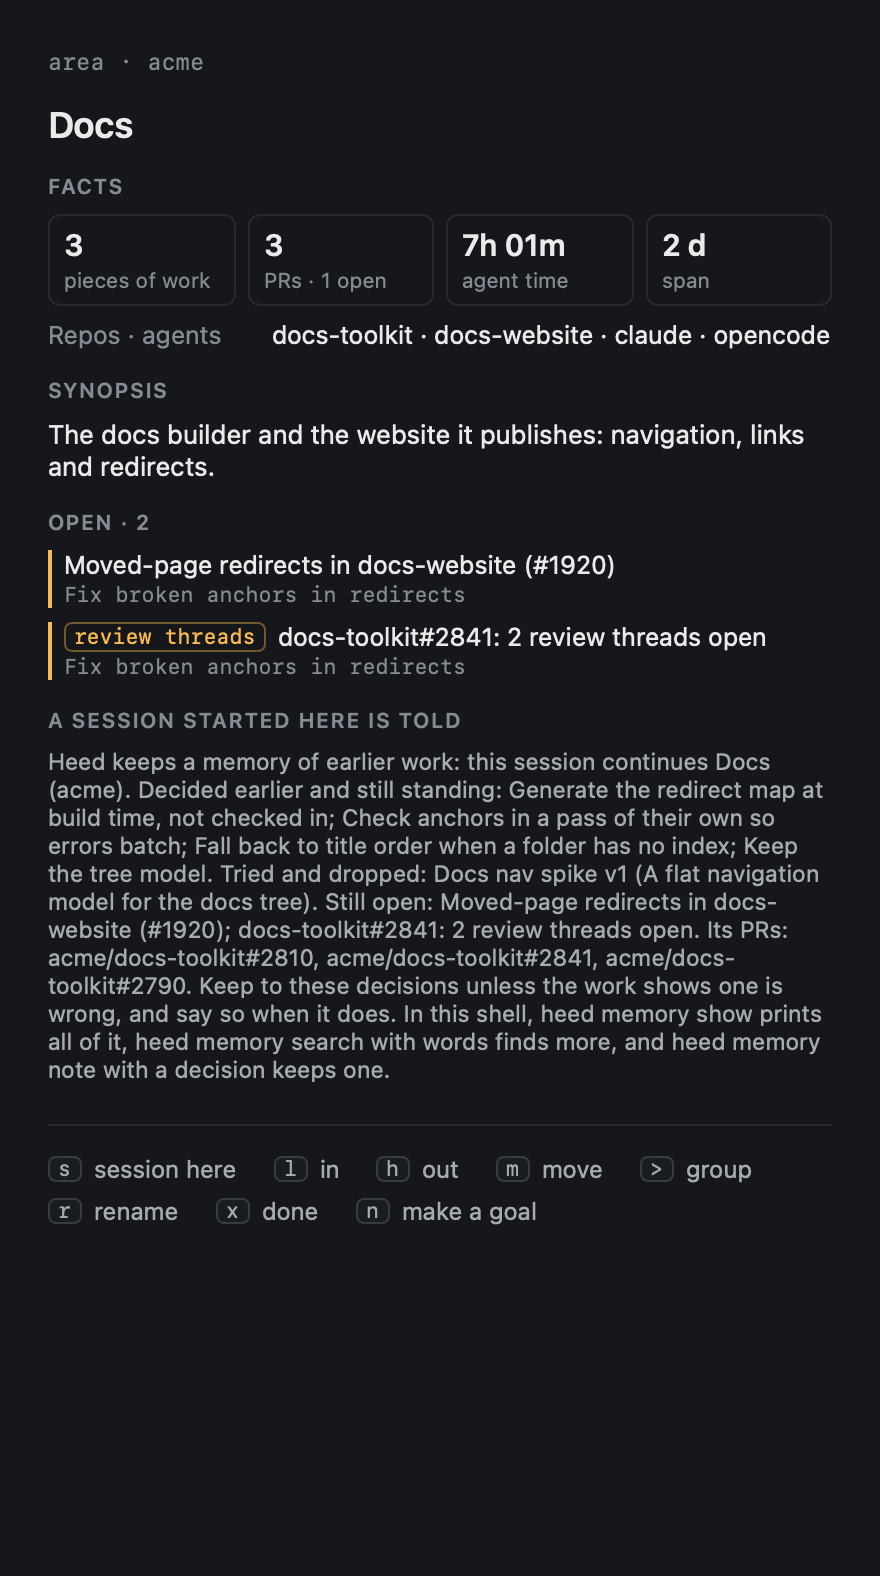 area · acme
Docs
FACTS
3
pieces of work
3
PRs · 1 open
7h 01m
agent time
2 d
span
Repos · agents docs-toolkit · docs-website · claude · opencode
SYNOPSIS
The docs builder and the website it publishes: navigation, links
and redirects.
OPEN · 2
Moved-page redirects in docs-website (#1920)
Fix broken anchors in redirects
review threads docs-toolkit#2841: 2 review threads open
Fix broken anchors in redirects
A SESSION STARTED HERE IS TOLD
Heed keeps a memory of earlier work: this session continues Docs
(acme). Decided earlier and still standing: Generate the redirect map at
build time, not checked in; Check anchors in a pass of their own so
errors batch; Fall back to title order when a folder has no index; Keep
the tree model. Tried and dropped: Docs nav spike v1 (A flat navigation
model for the docs tree). Still open: Moved-page redirects in docs-
website (#1920); docs-toolkit#2841: 2 review threads open. Its PRs:
acme/docs-toolkit#2810, acme/docs-toolkit#2841, acme/docs-
toolkit#2790. Keep to these decisions unless the work shows one is
wrong, and say so when it does. In this shell, heed memory show prints
all of it, heed memory search with words finds more, and heed memory
note with a decision keeps one.
s session here l in h out m move > group
r rename x done n make a goal